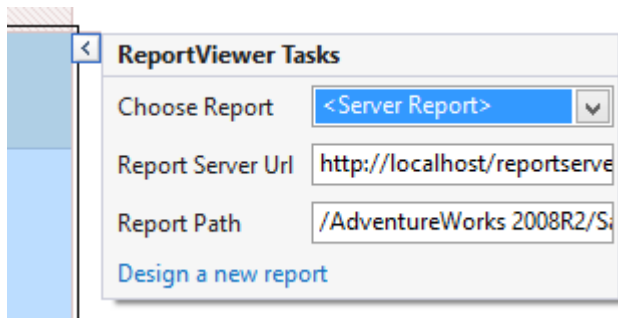 ReportViewer Tasks
Choose Report <Server Report>
Report Server Url http://localhost/reportserve
Report Path /AdventureWorks 2008R2/Sa
Design a new report